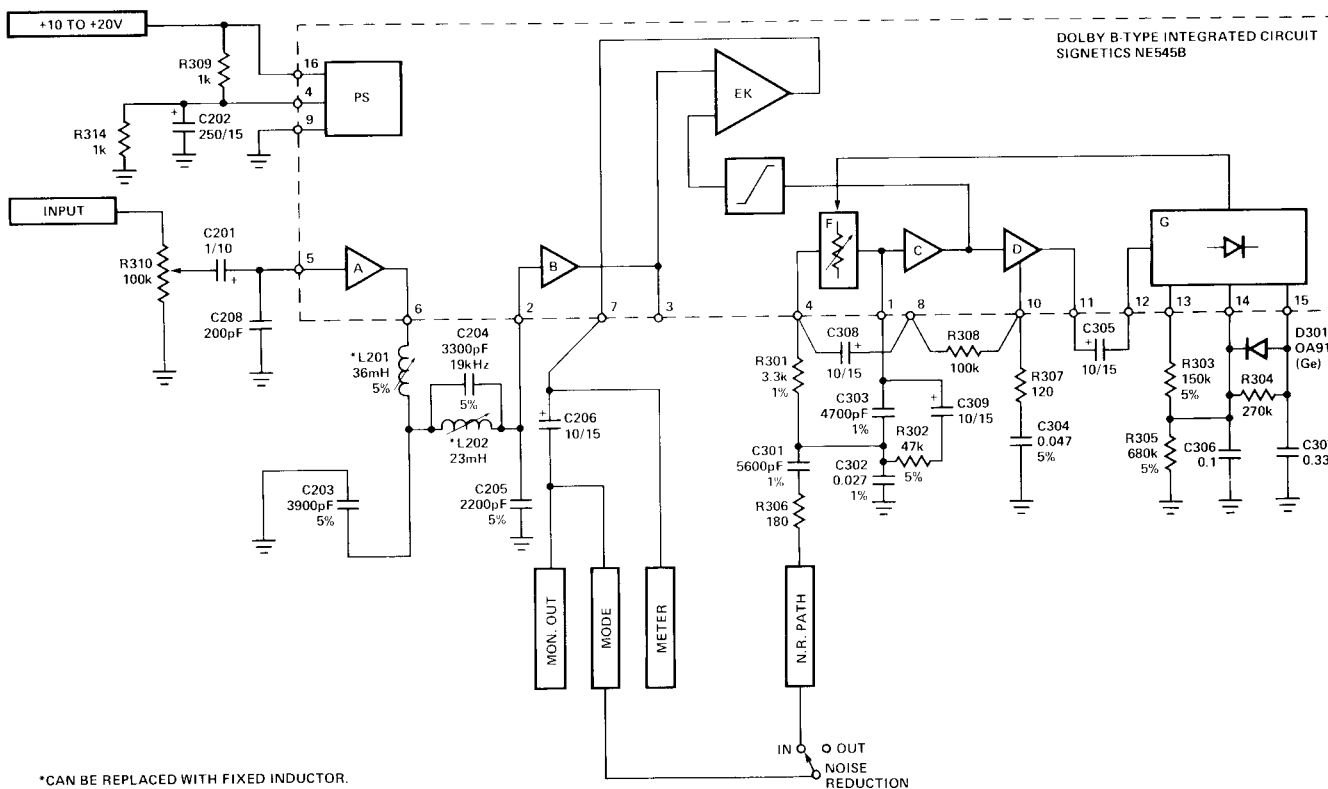 +10 TO +20V
DOLBY B-TYPE INTEGRATED CIRCUIT
SIGNETICS NE545B
R309
1k
16
4
9
PS
EK
R314
1k
+
C202
250/15
INPUT
R310
100k
C201
1/10
+
C208
200pF
5
A
B
F
C
D
G
6
2
7
3
4
1
8
10
11
12
13
14
15
*L201
36mH
5%
C204
3300pF
19kHz
5%
*L202
23mH
C203
3900pF
5%
C205
2200pF
5%
+
C206
10/15
R301
3.3k
1%
C308
+
10/15
R308
100k
C305
+
10/15
D301
OA91
(Ge)
C303
4700pF
1%
+
C309
10/15
R302
47k
5%
R307
120
C304
0.047
5%
R303
150k
5%
R304
270k
C301
5600pF
1%
C302
0.027
1%
R305
680k
5%
C306
0.1
C30
0.33
R306
180
MON. OUT
MODE
METER
N.R. PATH
IN
OUT
NOISE
REDUCTION
*CAN BE REPLACED WITH FIXED INDUCTOR.